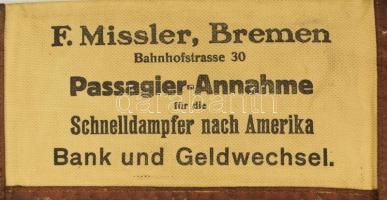 F. Missler, Bremen
Bahnhofstrasse 30
Passagier-Annahme
für die
Schnelldampfer nach Amerika
Bank und Geldwechsel.